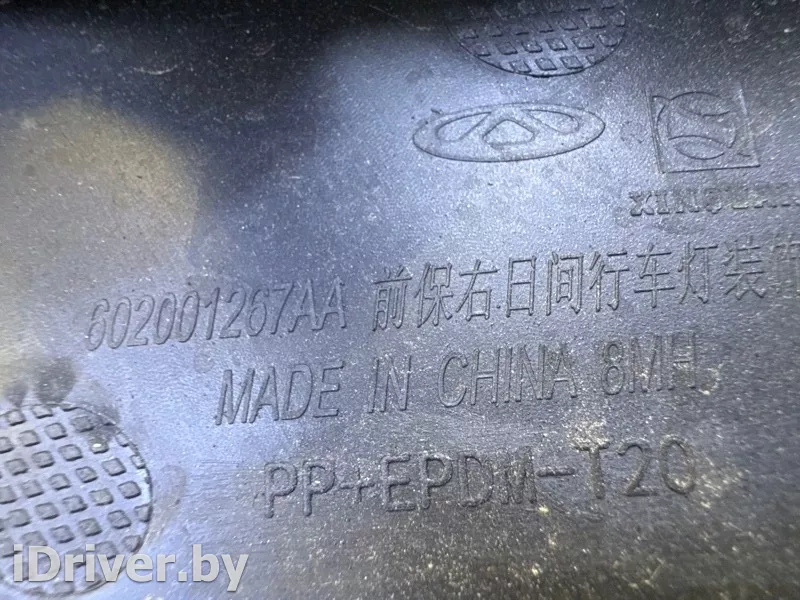 602001267AA 前保右日间行车灯装饰
MADE IN CHINA 8MH
PP+EPDM-T20
iDriver.by